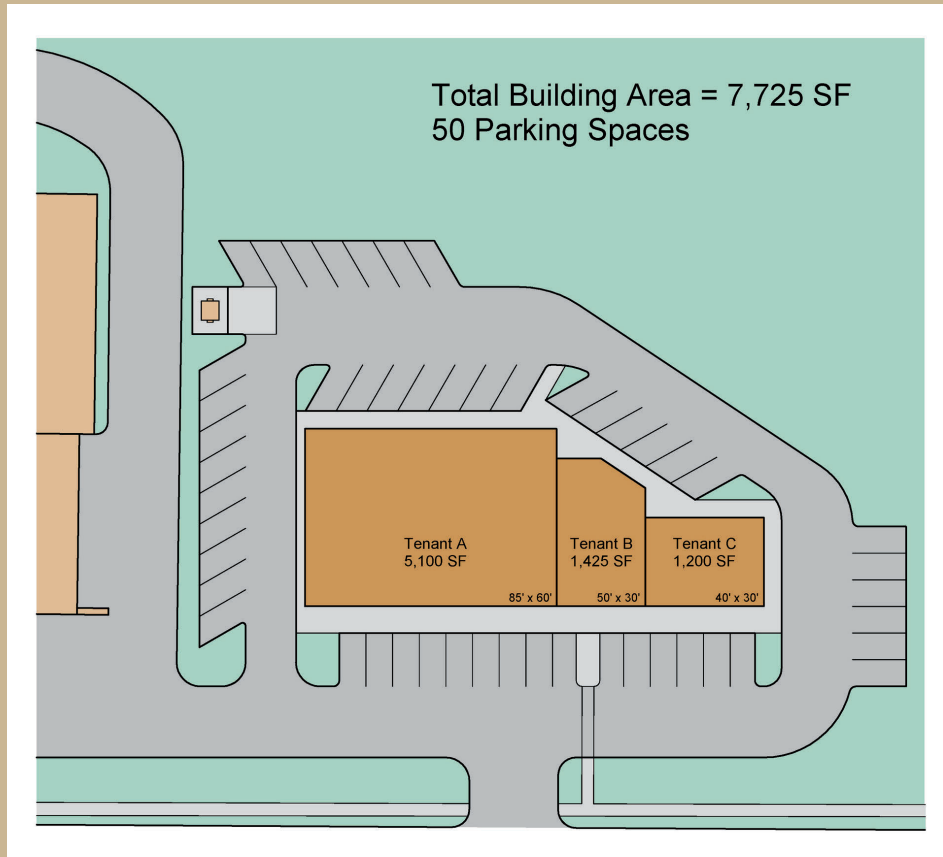 Total Building Area = 7,725 SF
50 Parking Spaces
Tenant A
5,100 SF
85' x 60'
Tenant B
1,425 SF
50' x 30'
Tenant C
1,200 SF
40' x 30'